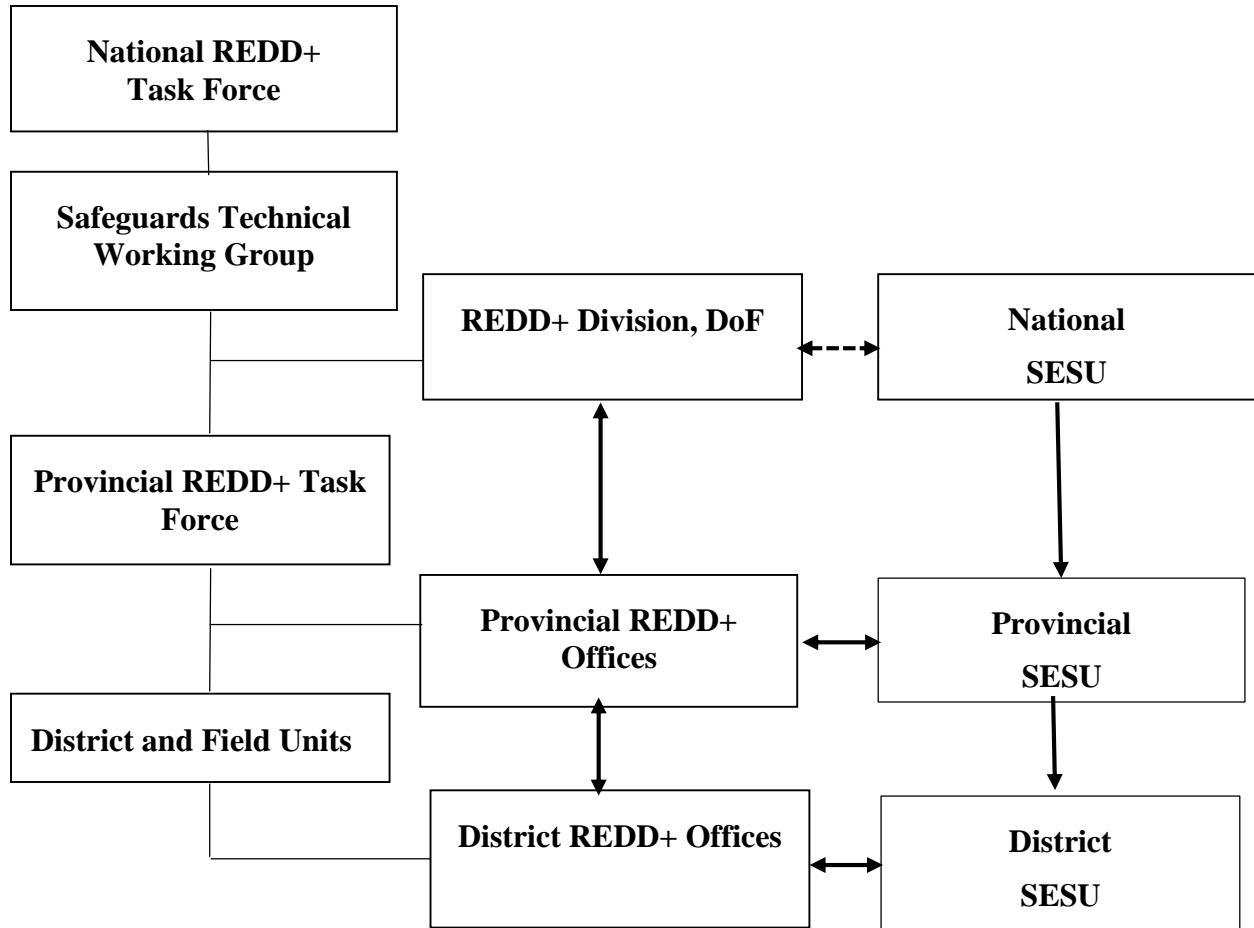 National REDD+
Task Force
Safeguards Technical
Working Group
REDD+ Division, DoF
National
SESU
Provincial REDD+ Task
Force
Provincial REDD+
Offices
Provincial
SESU
District and Field Units
District REDD+ Offices
District
SESU